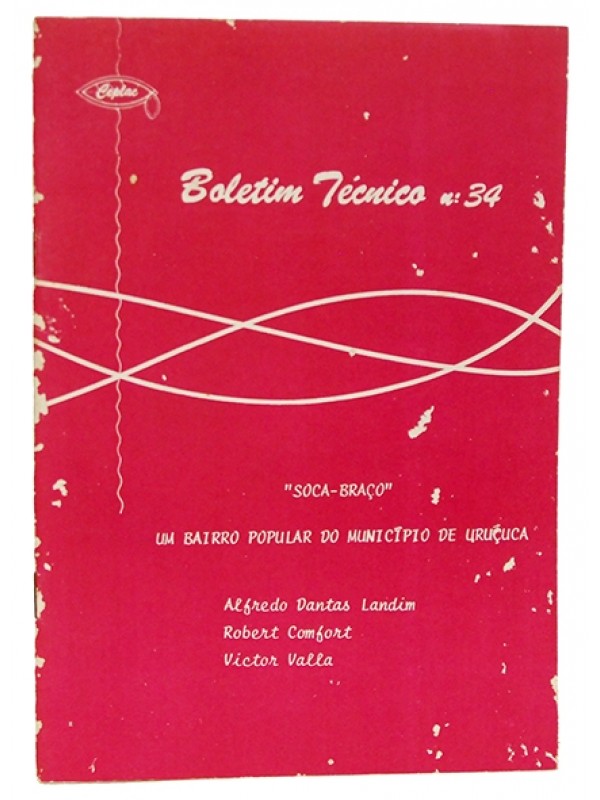 Ceplac
Boletim Técnico nº 34
"SOCA-BRAÇO"
UM BAIRRO POPULAR DO MUNICÍPIO DE URUÇUCA
Alfredo Dantas Landim
Robert Comfort
Victor Valla